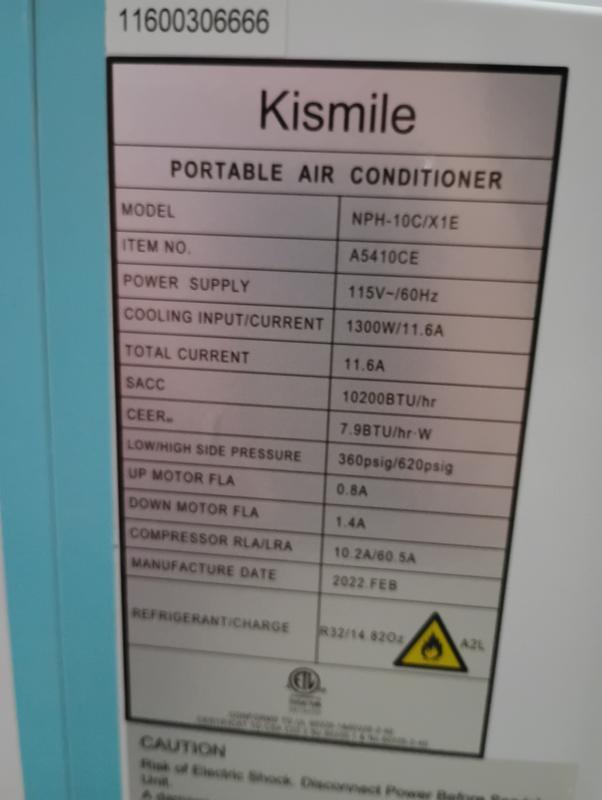 11600306666
Kismile
PORTABLE AIR CONDITIONER
MODEL NPH-10C/X1E
ITEM NO. A5410CE
POWER SUPPLY 115V~/60Hz
COOLING INPUT/CURRENT 1300W/11.6A
TOTAL CURRENT 11.6A
SACC 10200BTU/hr
CEER 7.9BTU/hr·W
LOW/HIGH SIDE PRESSURE 360psig/620psig
UP MOTOR FLA 0.8A
DOWN MOTOR FLA 1.4A
COMPRESSOR RLA/LRA 10.2A/60.5A
MANUFACTURE DATE 2022.FEB
REFRIGERANT/CHARGE R32/14.82Oz A2L
ETL
CAUTION
Risk of Electric Shock. Disconnect Power Before
Unit.